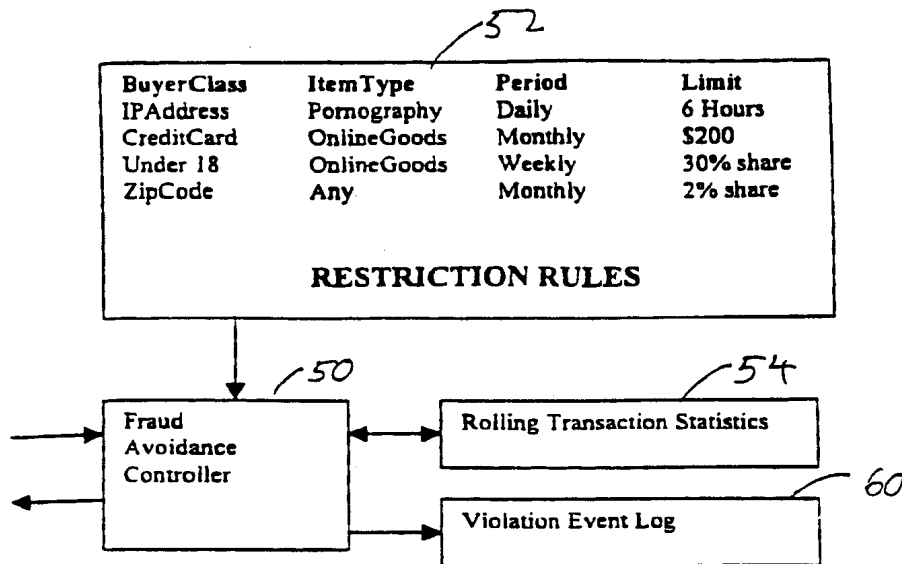 52
BuyerClass ItemType Period Limit
IPAddress Pornography Daily 6 Hours
CreditCard OnlineGoods Monthly $200
Under 18 OnlineGoods Weekly 30% share
ZipCode Any Monthly 2% share
RESTRICTION RULES
50
54
Fraud
Avoidance
Controller
Rolling Transaction Statistics
60
Violation Event Log